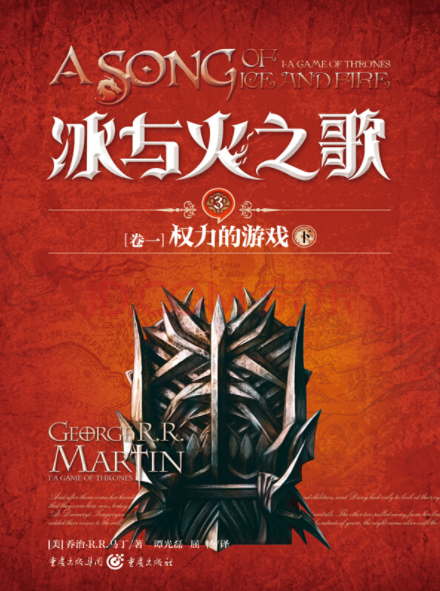 A SONG OF ICE AND FIRE
I:A GAME OF THRONES
冰与火之歌
3
[卷一] 权力的游戏 下
GEORGE R.R.
MARTIN
I:A GAME OF THRONES
[美] 乔治·R.R.马丁/著 谭光磊 屈 畅/译
重庆出版集团 重庆出版社